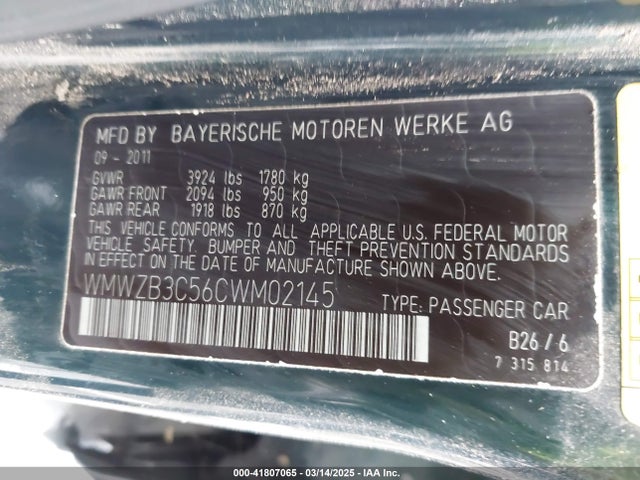 MFD BY BAYERISCHE MOTOREN WERKE AG
09 - 2011
GVWR 3924 lbs 1780 kg
GAWR FRONT 2094 lbs 950 kg
GAWR REAR 1918 lbs 870 kg
THIS VEHICLE CONFORMS TO ALL APPLICABLE U.S. FEDERAL MOTOR
VEHICLE SAFETY, BUMPER AND THEFT PREVENTION STANDARDS
IN EFFECT ON THE DATE OF MANUFACTURE SHOWN ABOVE.
WMWZB3C56CWM02145
TYPE: PASSENGER CAR
B26 / 6
7 315 814
000-41807065 - 03/14/2025 - IAA Inc.